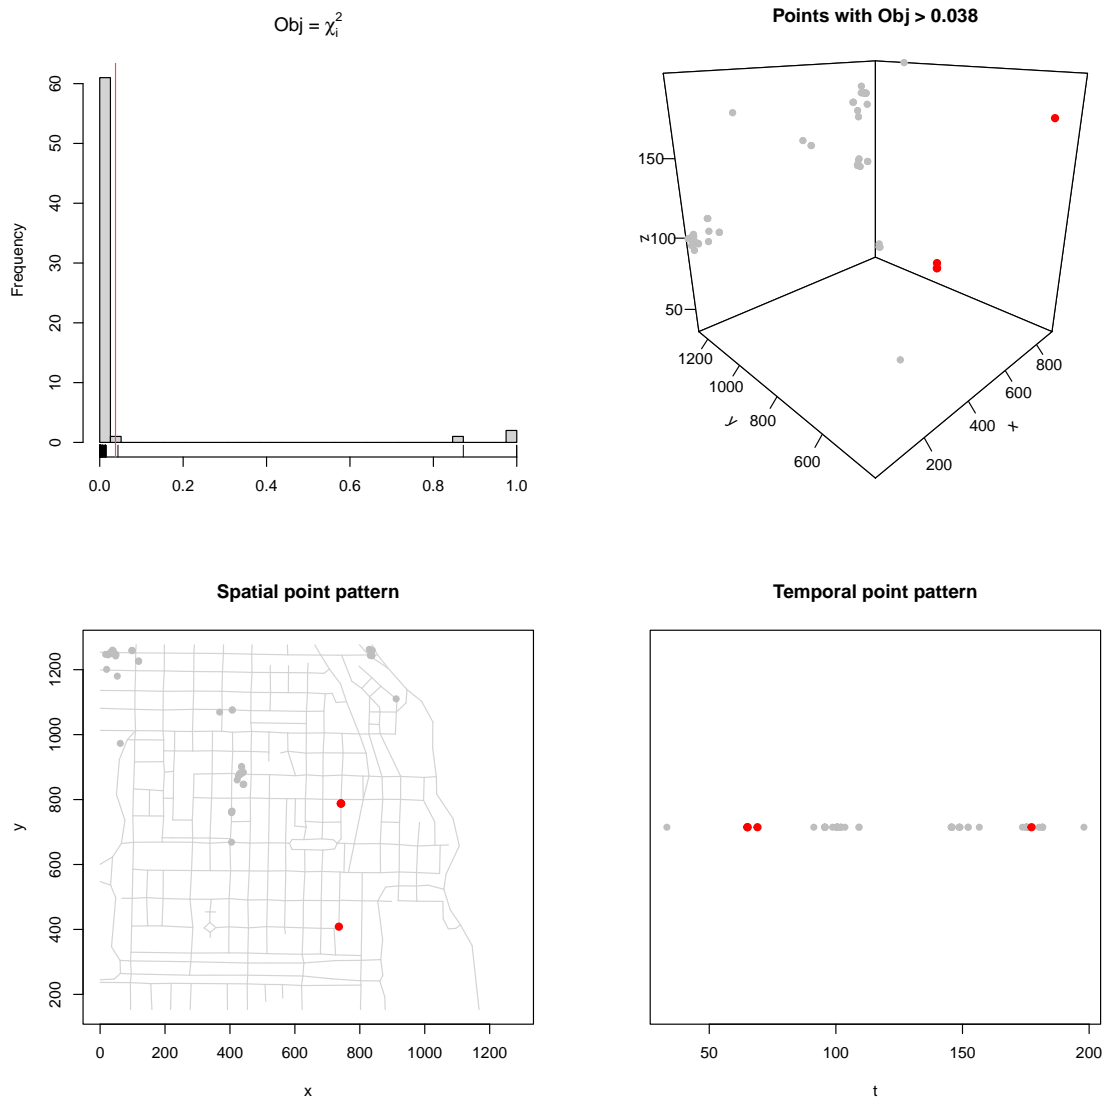 Obj = χ²ᵢ
Frequency
60
50
40
30
20
10
0
0.0 0.2 0.4 0.6 0.8 1.0
Points with Obj > 0.038
150
100
50
z
1200
1000
800
600
y
200
400
600
800
x
Spatial point pattern
y
1200
1000
800
600
400
200
0 200 400 600 800 1000 1200
x
Temporal point pattern
50 100 150 200
t